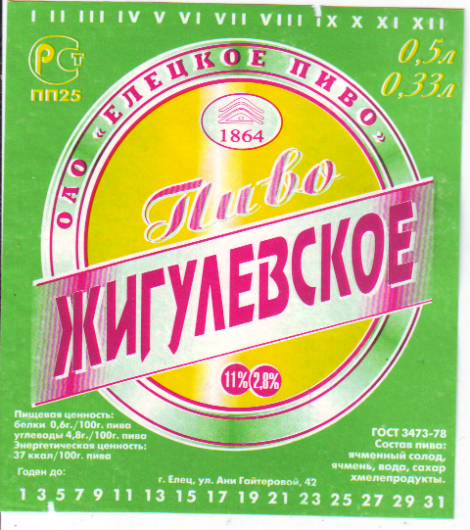 I II III IV V VI VII VIII IX X XI XII
РСТ
ПП25
0,5л
0,33л
ОАО «ЕЛЕЦКОЕ ПИВО»
1864
Пиво
ЖИГУЛЕВСКОЕ
11% 2,8%
Пищевая ценность:
белки 0,6г./100г. пива
углеводы 4,8г./100г. пива
Энергетическая ценность:
37 ккал/100г. пива
Годен до:
ГОСТ 3473-78
Состав пива:
ячменный солод,
ячмень, вода, сахар
хмелепродукты.
г. Елец, ул. Ани Гайтеровой, 42
1 3 5 7 9 11 13 15 17 19 21 23 25 27 29 31